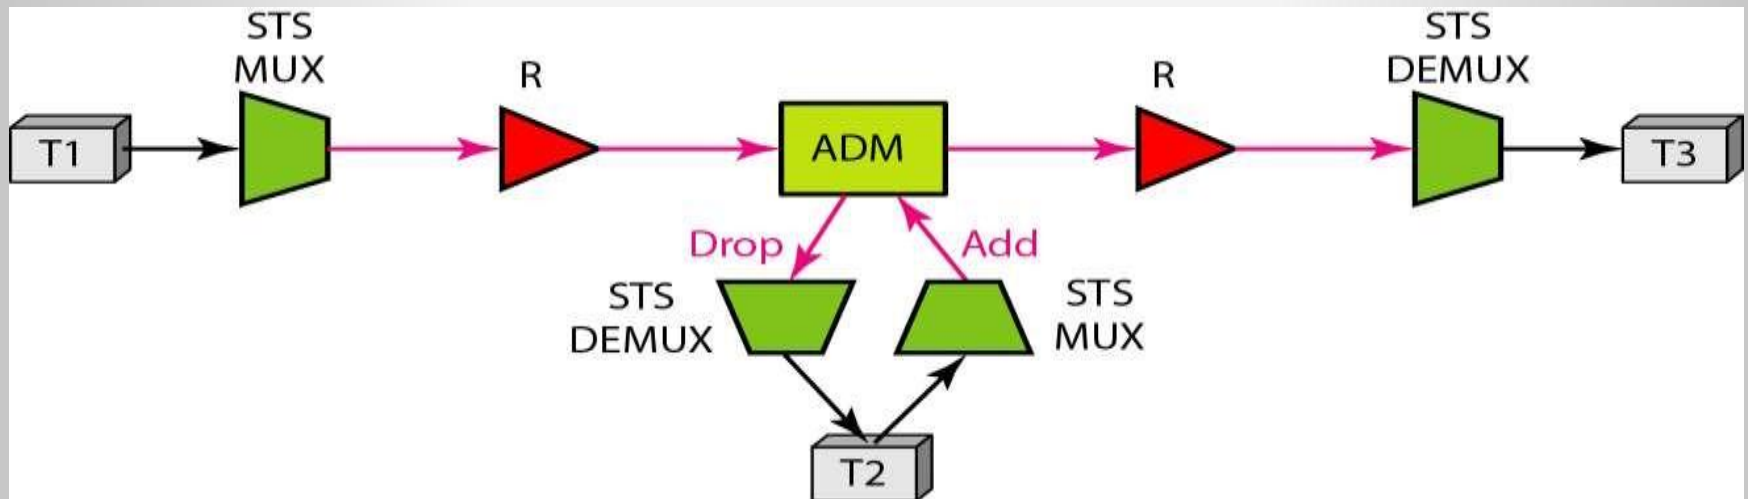 STS
MUX
R
R
STS
DEMUX
T1
ADM
T3
Drop
Add
STS
DEMUX
STS
MUX
T2